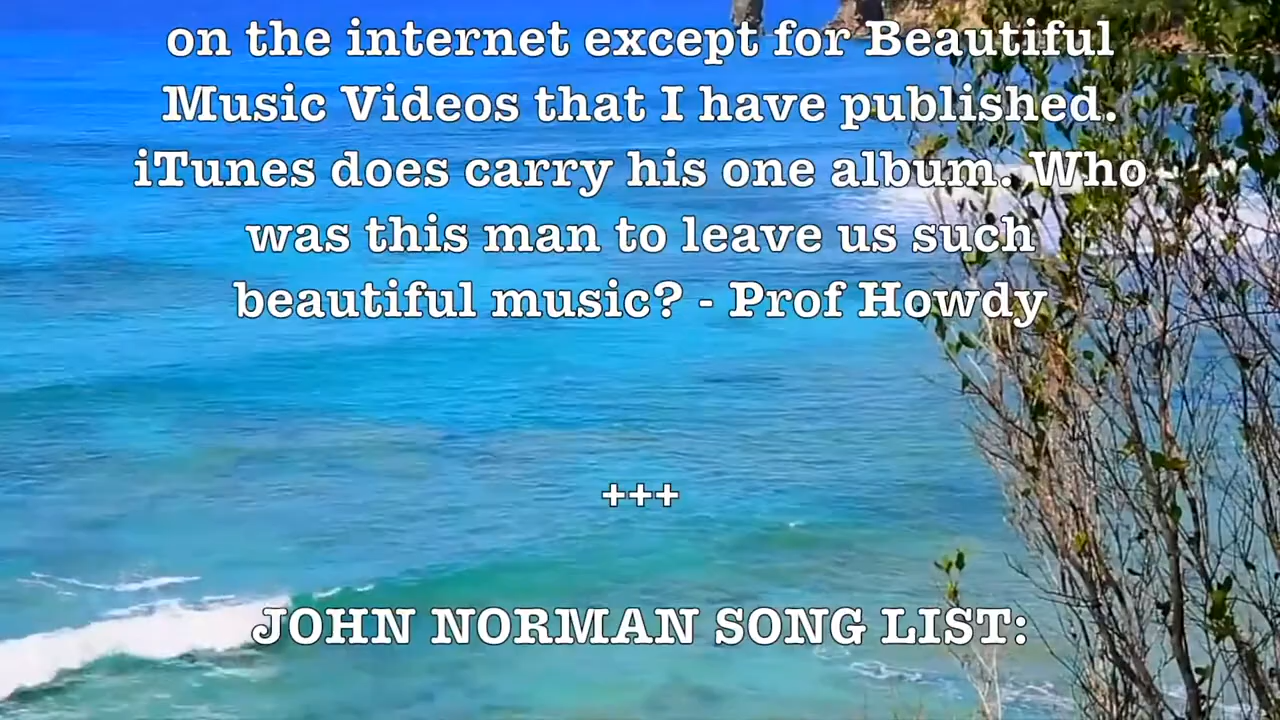 on the internet except for Beautiful
Music Videos that I have published.
iTunes does carry his one album. Who
was this man to leave us such
beautiful music? - Prof Howdy
+++
JOHN NORMAN SONG LIST: